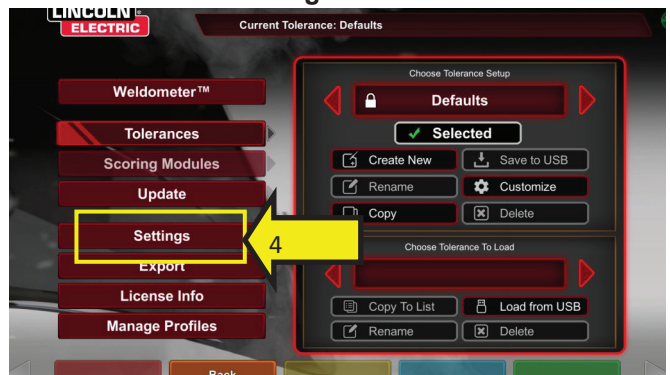 LINCOLN
ELECTRIC
Current Tolerance: Defaults
Weldometer™
Tolerances
Scoring Modules
Update
Settings
Export
License Info
Manage Profiles
4
Choose Tolerance Setup
Defaults
Selected
Create New
Save to USB
Rename
Customize
Copy
Delete
Choose Tolerance To Load
Copy To List
Load from USB
Rename
Delete
Back